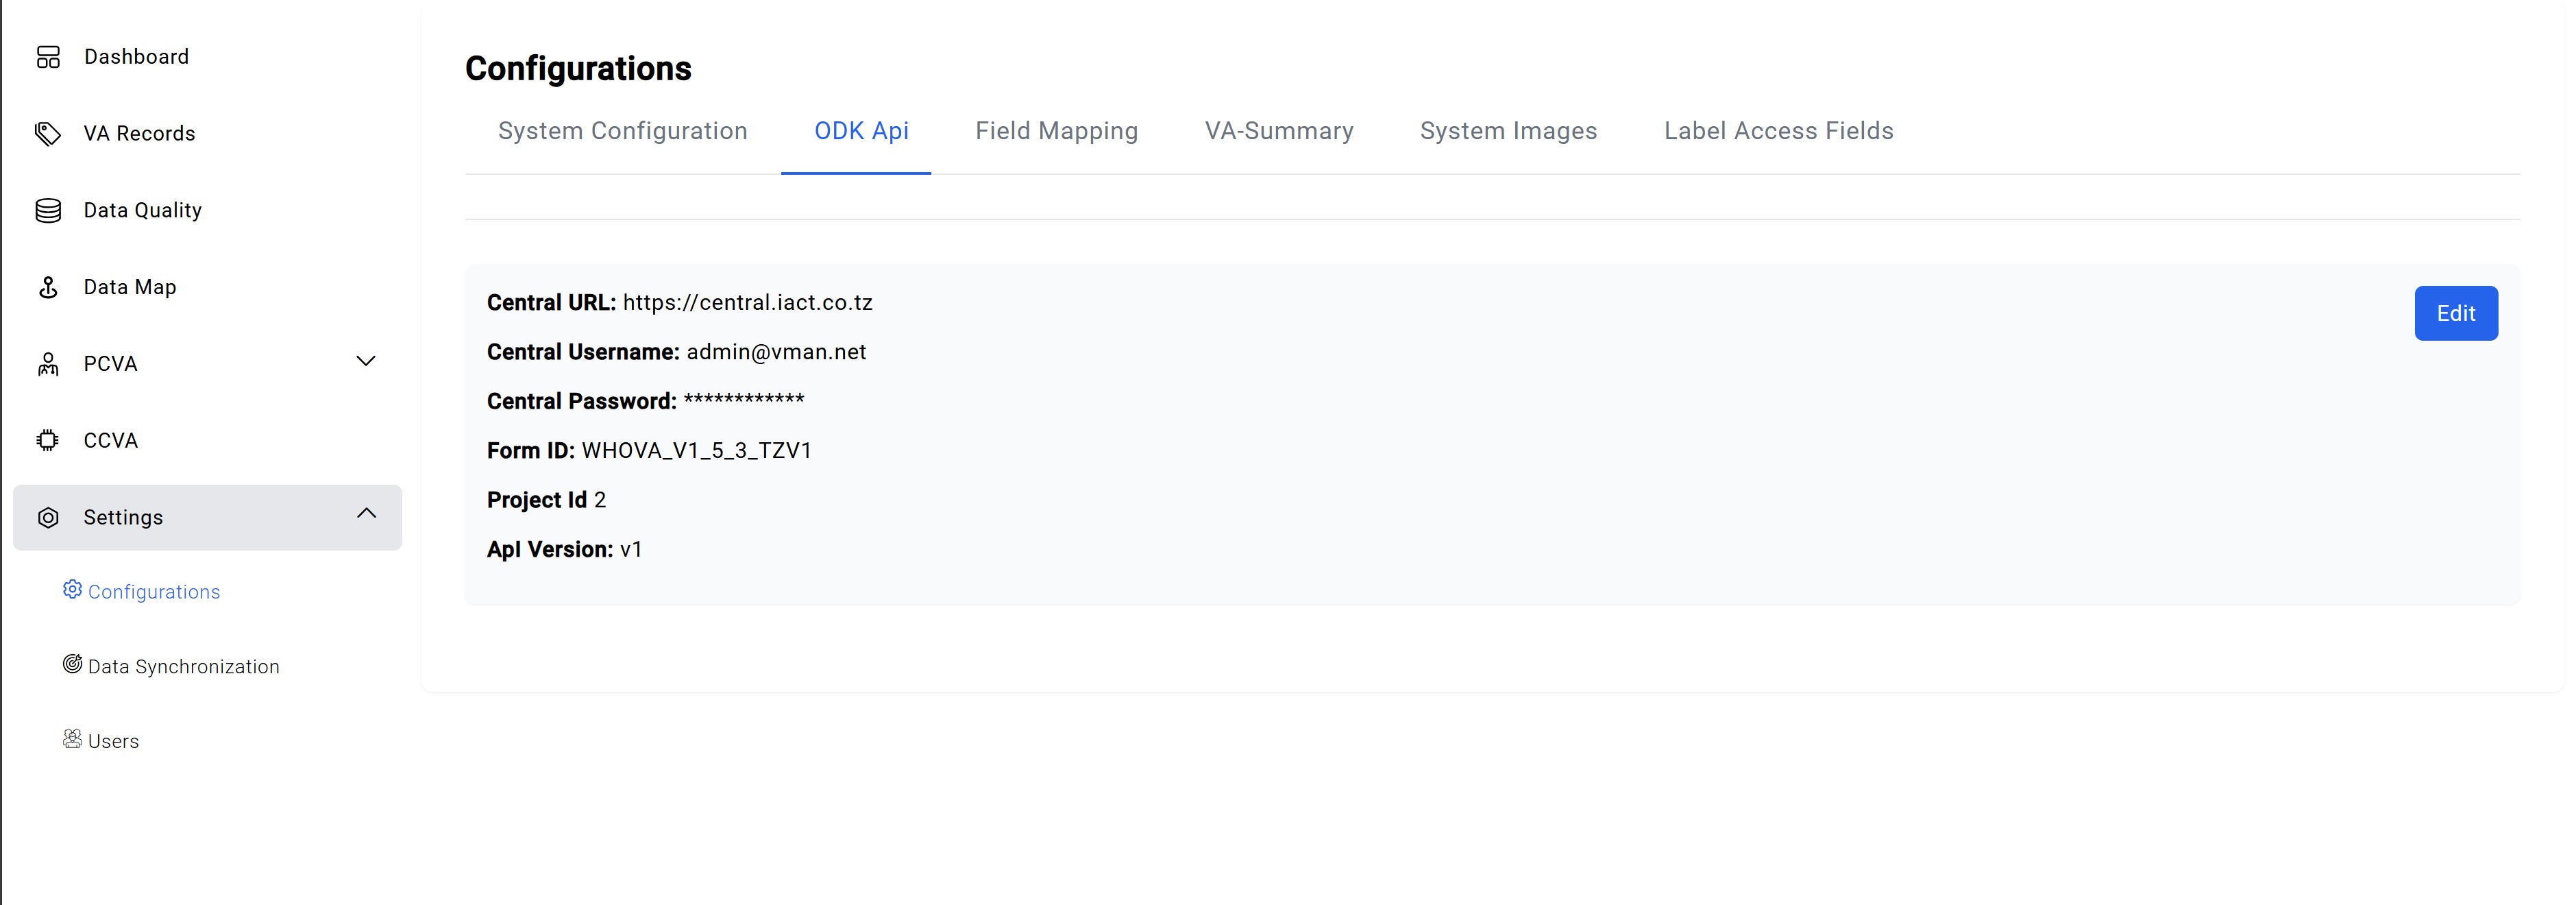 Dashboard
VA Records
Data Quality
Data Map
PCVA
CCVA
Settings
Configurations
Data Synchronization
Users
Configurations
System Configuration
ODK Api
Field Mapping
VA-Summary
System Images
Label Access Fields
Central URL: https://central.iact.co.tz
Edit
Central Username: admin@vman.net
Central Password: ************
Form ID: WHOVA_V1_5_3_TZV1
Project Id 2
ApI Version: v1